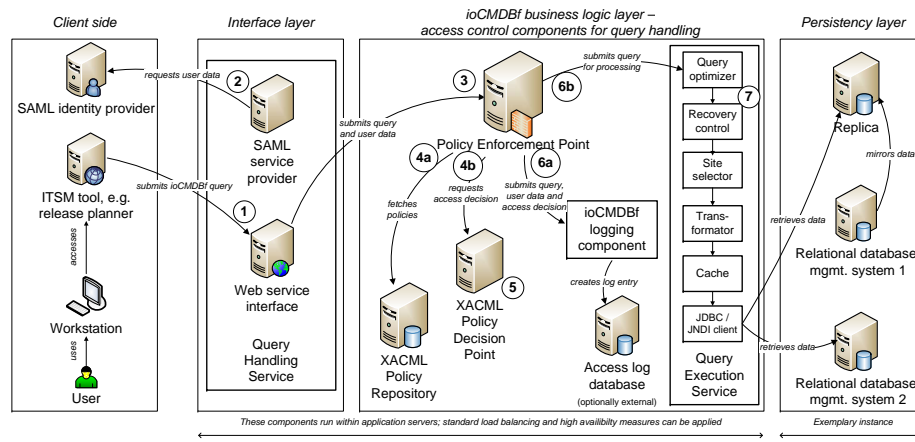 Client side
Interface layer
ioCMDBf business logic layer –
access control components for query handling
Persistency layer
requests user data
2
SAML identity provider
SAML
service
provider
ITSM tool, e.g.
release planner
submits ioCMDBf query
1
Web service
interface
accesses
Workstation
uses
User
Query
Handling
Service
submits query
and user data
3
Policy Enforcement Point
submits query
for processing
6b
4a
fetches
policies
4b
requests
access decision
6a
submits query,
user data and
access decision
5
XACML
Policy
Decision
Point
XACML
Policy
Repository
ioCMDBf
logging
component
creates log entry
Access log
database
(optionally external)
Query
optimizer
7
Recovery
control
Site
selector
Trans-
formator
Cache
JDBC /
JNDI client
Query
Execution
Service
Replica
mirrors data
retrieves data
Relational database
mgmt. system 1
retrieves data
Relational database
mgmt. system 2
These components run within application servers; standard load balancing and high availibilty measures can be applied
Exemplary instance